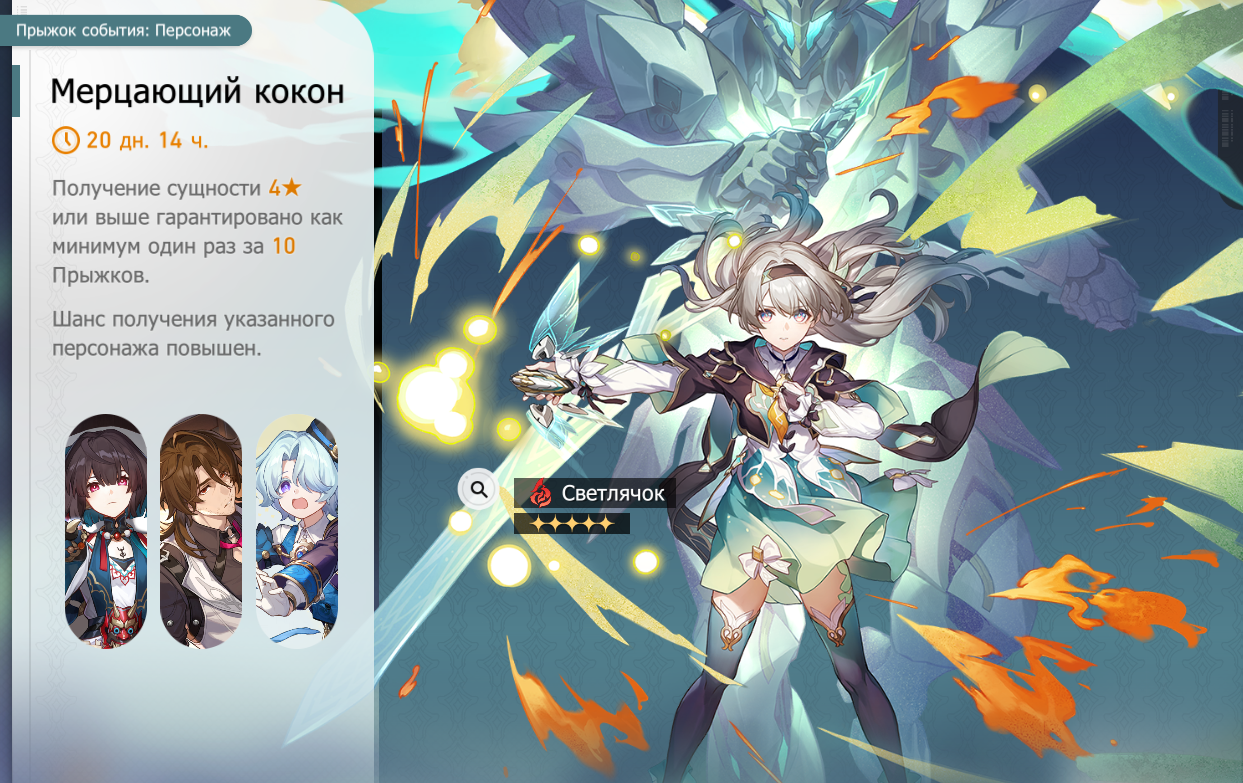 Прыжок события: Персонаж
Мерцающий кокон
20 дн. 14 ч.
Получение сущности 4★
или выше гарантировано как
минимум один раз за 10
Прыжков.
Шанс получения указанного
персонажа повышен.
Светлячок